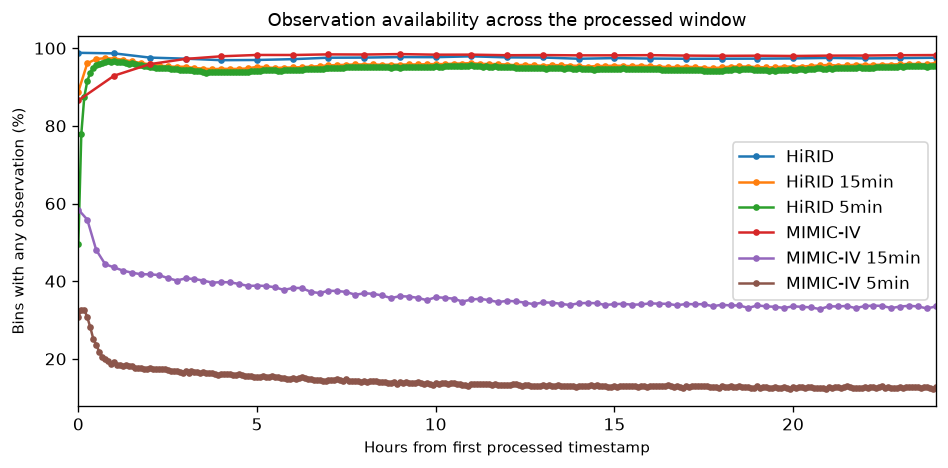 Observation availability across the processed window
Bins with any observation (%)
100
80
60
40
20
0
5
10
15
20
Hours from first processed timestamp
HiRID
HiRID 15min
HiRID 5min
MIMIC-IV
MIMIC-IV 15min
MIMIC-IV 5min